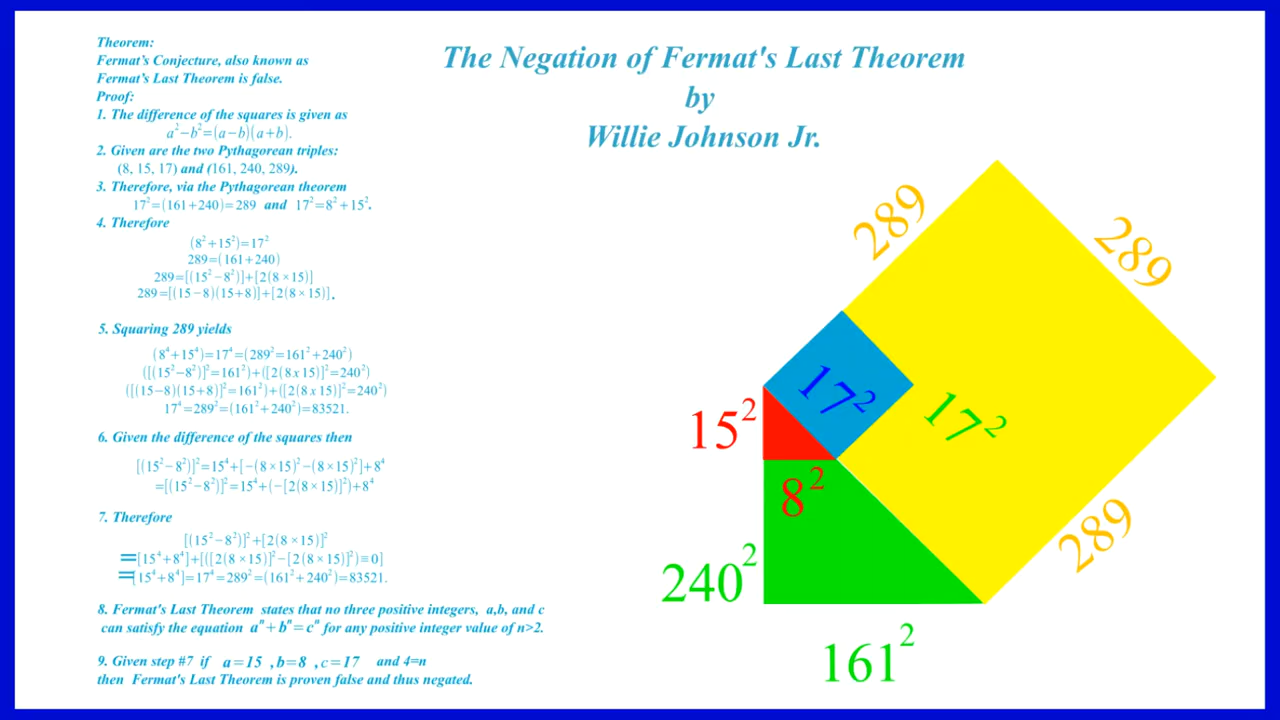 Theorem:
Fermat's Conjecture, also known as
Fermat's Last Theorem is false.
Proof:
1. The difference of the squares is given as
a²−b²=(a−b)(a+b).
2. Given are the two Pythagorean triples:
(8, 15, 17) and (161, 240, 289).
3. Therefore, via the Pythagorean theorem
17²=(161+240)=289 and 17²=8²+15².
4. Therefore
(8²+15²)=17²
289=(161+240)
289=[(15²−8²)]+[2(8×15)]
289=[(15−8)(15+8)]+[2(8×15)].
5. Squaring 289 yields
(8⁴+15⁴)=17⁴=(289²=161²+240²)
([(15²−8²)]²=161²)+([2(8 x 15)]²=240²)
([(15−8)(15+8)]²=161²)+([2(8 x 15)]²=240²)
17⁴=289²=(161²+240²)=83521.
6. Given the difference of the squares then
[(15²−8²)]²=15⁴+[−(8×15)²−(8×15)²]+8⁴
=[(15²−8²)]²=15⁴+(−[2(8×15)]²)+8⁴
7. Therefore
[(15²−8²)]²+[2(8×15)]²
=[15⁴+8⁴]+[([2(8×15)]²−[2(8×15)]²)≡0]
=[15⁴+8⁴]=17⁴=289²=(161²+240²)=83521.
8. Fermat's Last Theorem states that no three positive integers, a,b, and c
can satisfy the equation aⁿ+bⁿ=cⁿ for any positive integer value of n>2.
9. Given step #7 if a=15 ,b=8 ,c=17 and 4=n
then Fermat's Last Theorem is proven false and thus negated.
The Negation of Fermat's Last Theorem
by
Willie Johnson Jr.
289
289
17²
17²
15²
8²
289
240²
161²